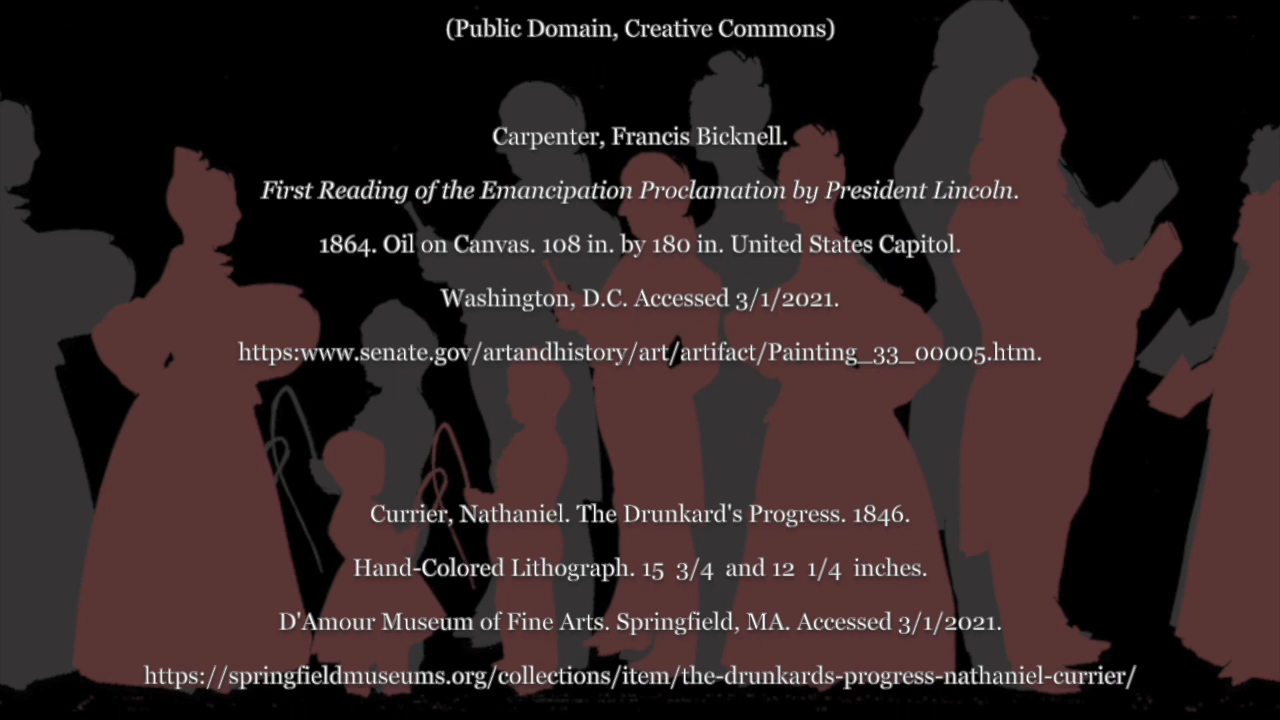 (Public Domain, Creative Commons)
Carpenter, Francis Bicknell.
First Reading of the Emancipation Proclamation by President Lincoln.
1864. Oil on Canvas. 108 in. by 180 in. United States Capitol.
Washington, D.C. Accessed 3/1/2021.
https:www.senate.gov/artandhistory/art/artifact/Painting_33_00005.htm.
Currier, Nathaniel. The Drunkard's Progress. 1846.
Hand-Colored Lithograph. 15 3/4 and 12 1/4 inches.
D'Amour Museum of Fine Arts. Springfield, MA. Accessed 3/1/2021.
https://springfieldmuseums.org/collections/item/the-drunkards-progress-nathaniel-currier/